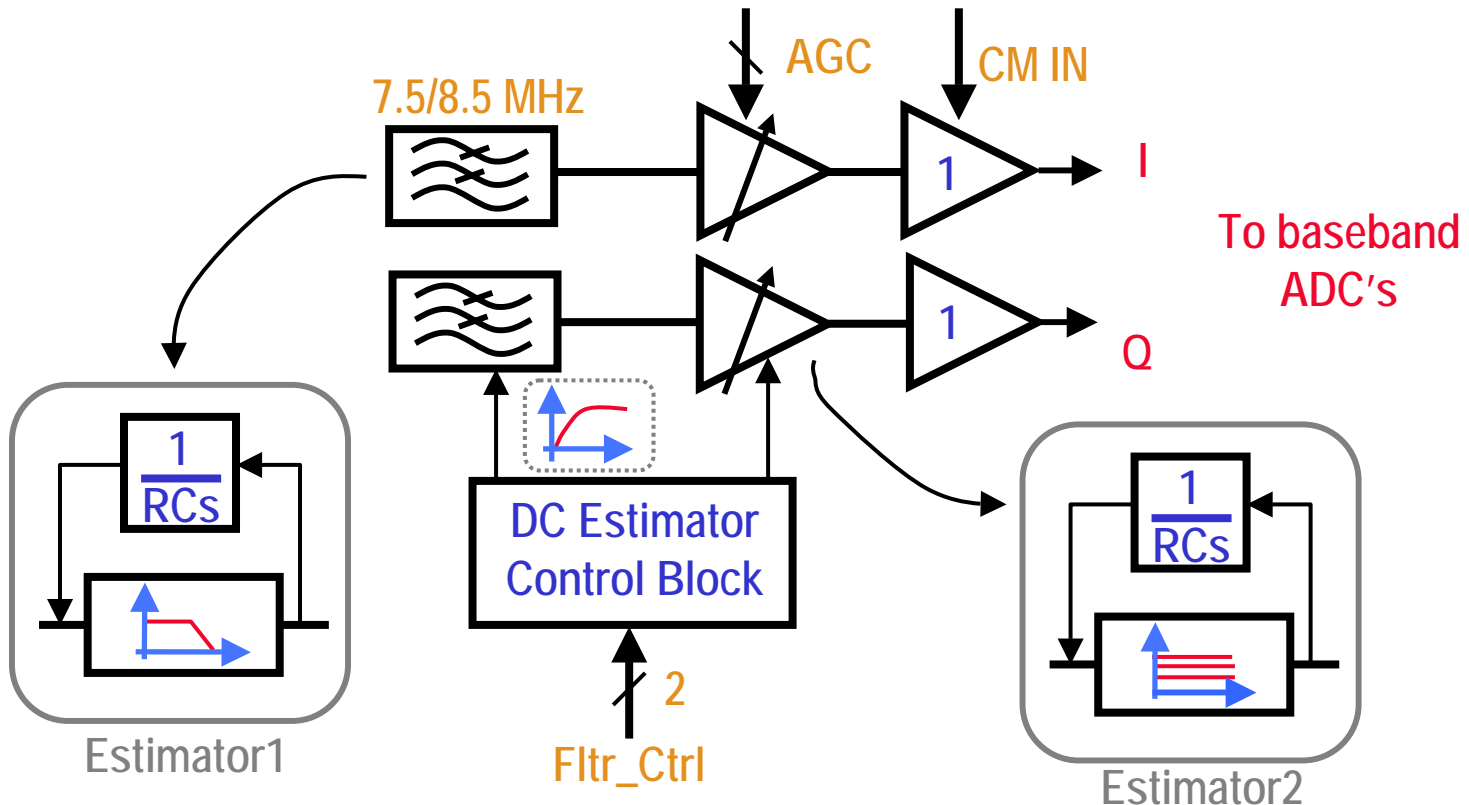 AGC
CM IN
7.5/8.5 MHz
1
I
To baseband
ADC's
1
Q
1
RCs
DC Estimator
Control Block
1
RCs
2
Fltr_Ctrl
Estimator1
Estimator2